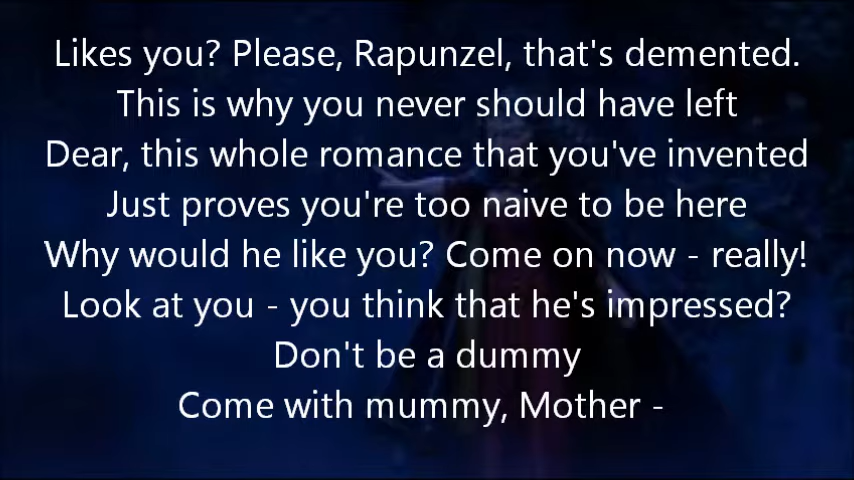 Likes you? Please, Rapunzel, that's demented.
This is why you never should have left
Dear, this whole romance that you've invented
Just proves you're too naive to be here
Why would he like you? Come on now - really!
Look at you - you think that he's impressed?
Don't be a dummy
Come with mummy, Mother -